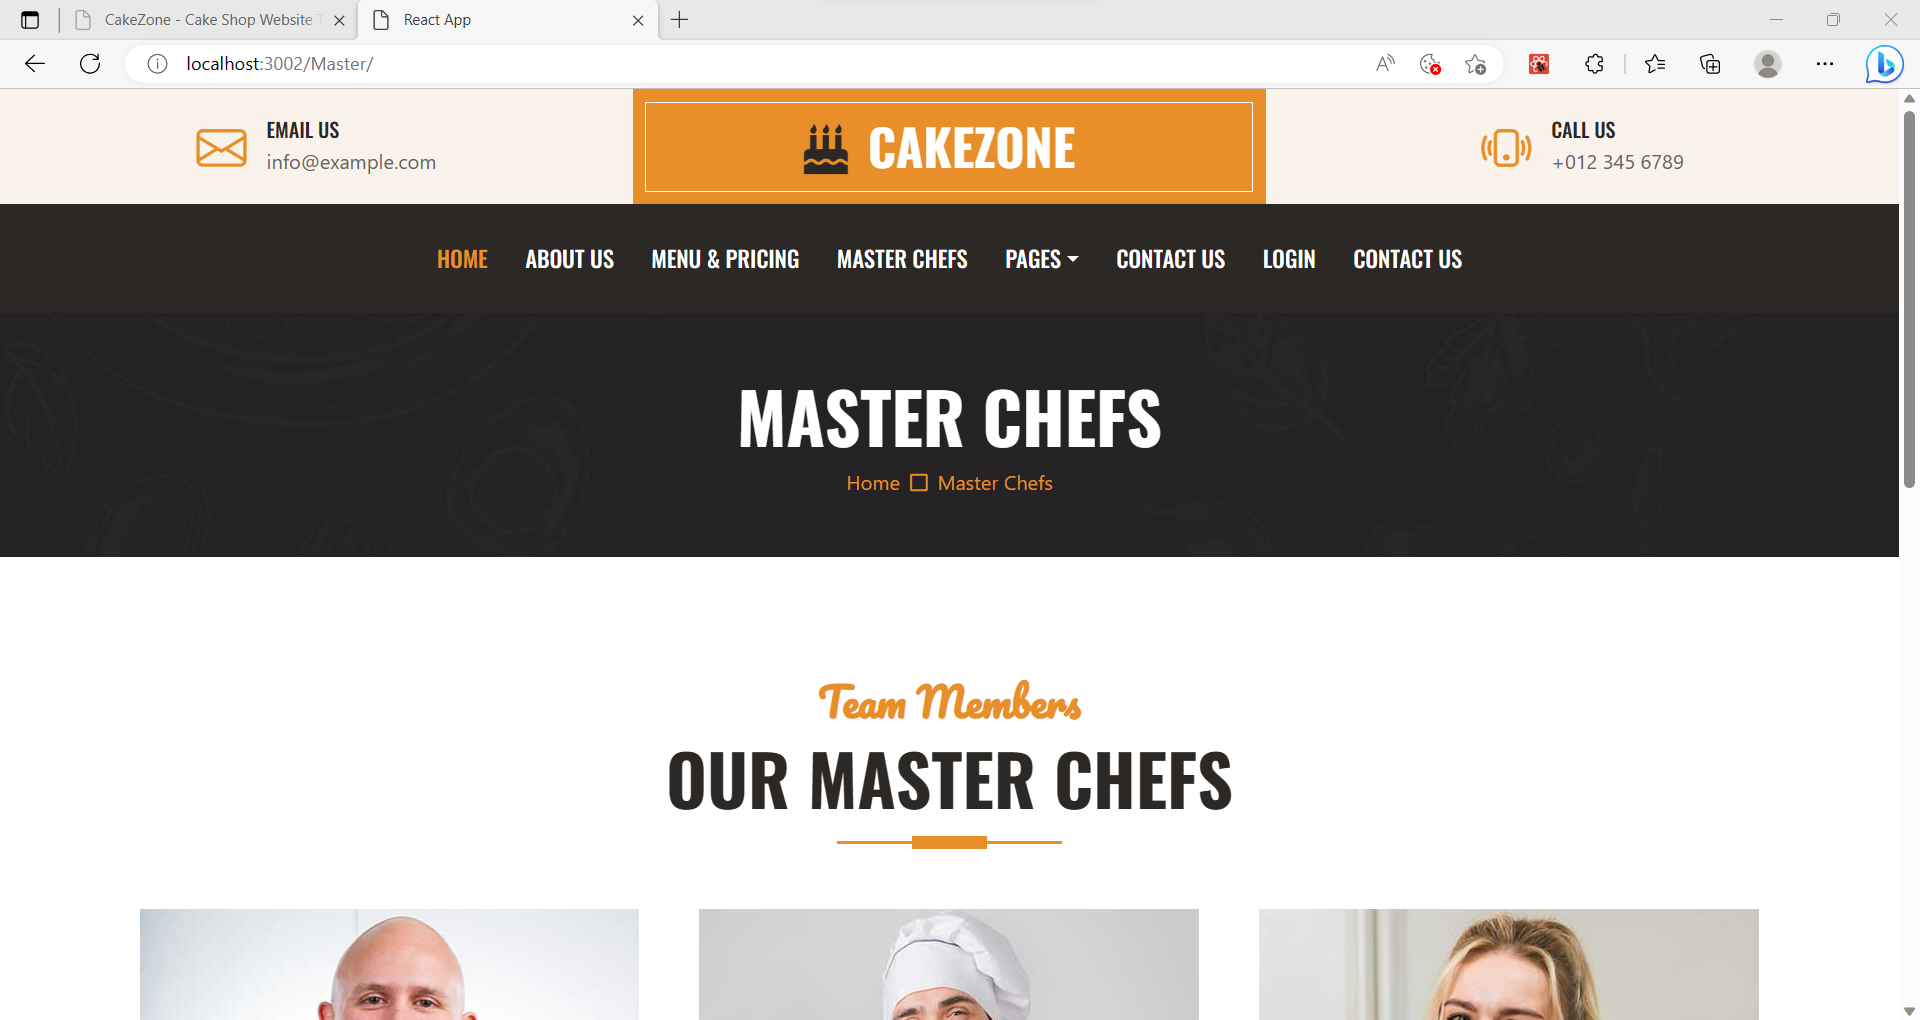 CakeZone - Cake Shop Website T
React App
localhost:3002/Master/
EMAIL US
info@example.com
CAKEZONE
CALL US
+012 345 6789
HOME ABOUT US MENU & PRICING MASTER CHEFS PAGES CONTACT US LOGIN CONTACT US
MASTER CHEFS
Home Master Chefs
Team Members
OUR MASTER CHEFS